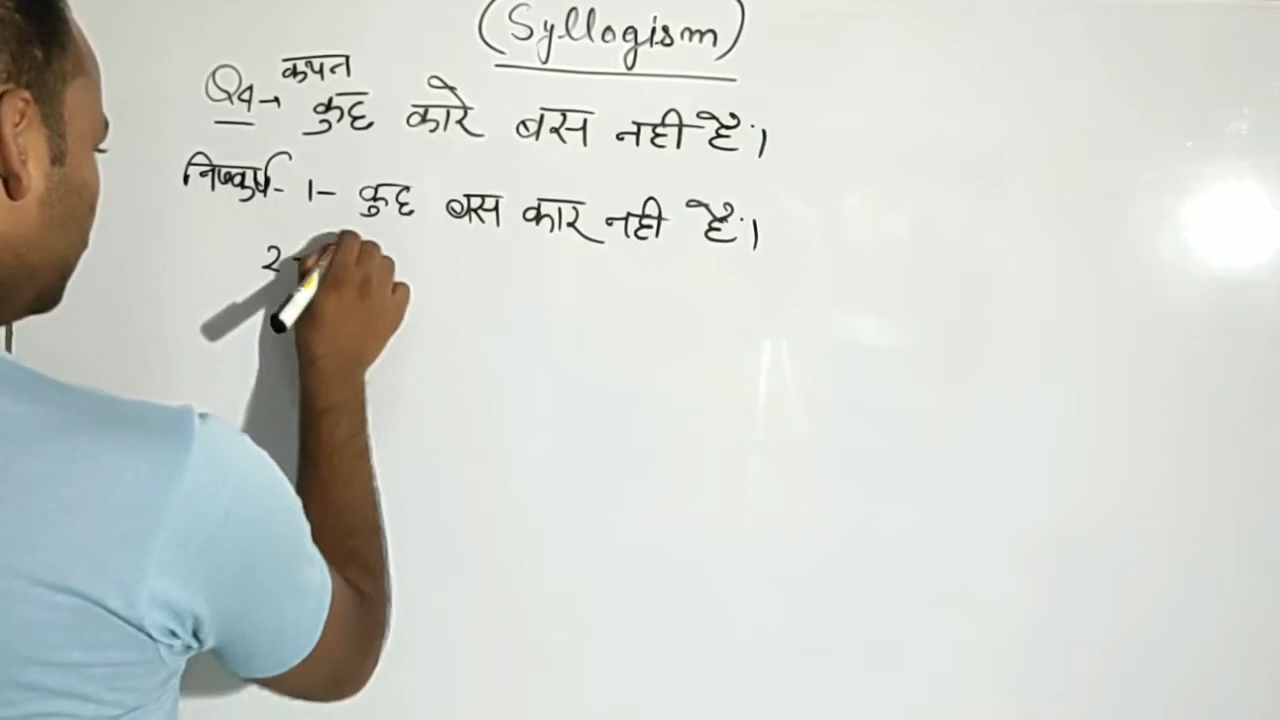 (Syllogism)
कथन
Q4→ कुछ कारे बस नही है।
निष्कर्ष- 1- कुछ बस कार नही है।
2-